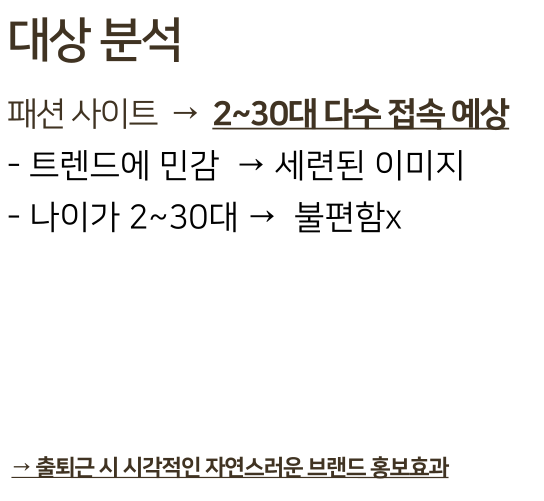 대상 분석
패션 사이트 → 2~30대 다수 접속 예상
- 트렌드에 민감 → 세련된 이미지
- 나이가 2~30대 → 불편함x
→ 출퇴근 시 시각적인 자연스러운 브랜드 홍보효과